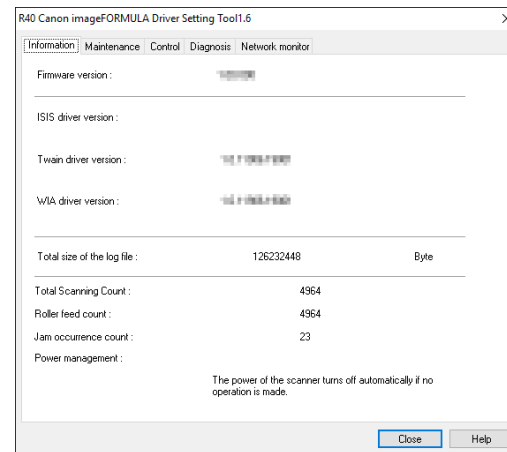 R40 Canon imageFORMULA Driver Setting Tool1.6
Information Maintenance Control Diagnosis Network monitor
Firmware version :
ISIS driver version :
Twain driver version :
WIA driver version :
Total size of the log file : 126232448 Byte
Total Scanning Count : 4964
Roller feed count : 4964
Jam occurrence count : 23
Power management :
The power of the scanner turns off automatically if no
operation is made.
Close Help